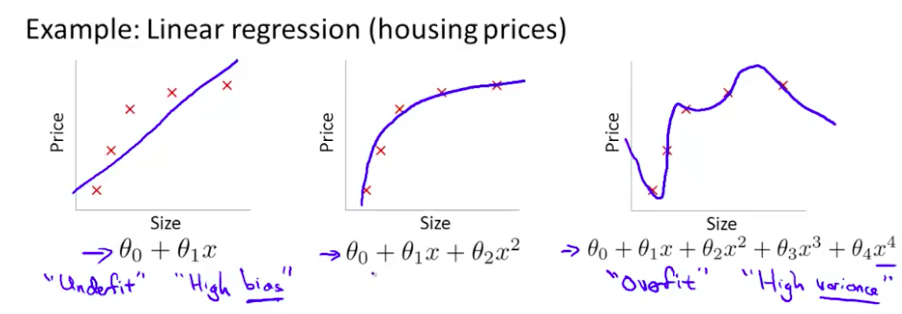 Example: Linear regression (housing prices)
Price
Size
→ θ₀ + θ₁x
"Underfit" "High bias"
Price
Size
→ θ₀ + θ₁x + θ₂x²
Price
Size
→ θ₀ + θ₁x + θ₂x² + θ₃x³ + θ₄x⁴
"Overfit" "High variance"